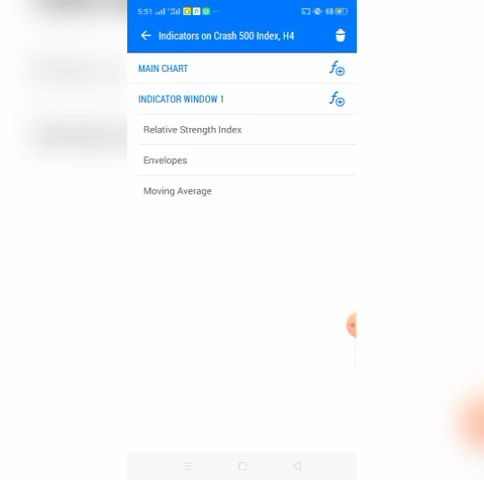 5:51
Indicators on Crash 500 Index, H4
MAIN CHART
INDICATOR WINDOW 1
Relative Strength Index
Envelopes
Moving Average